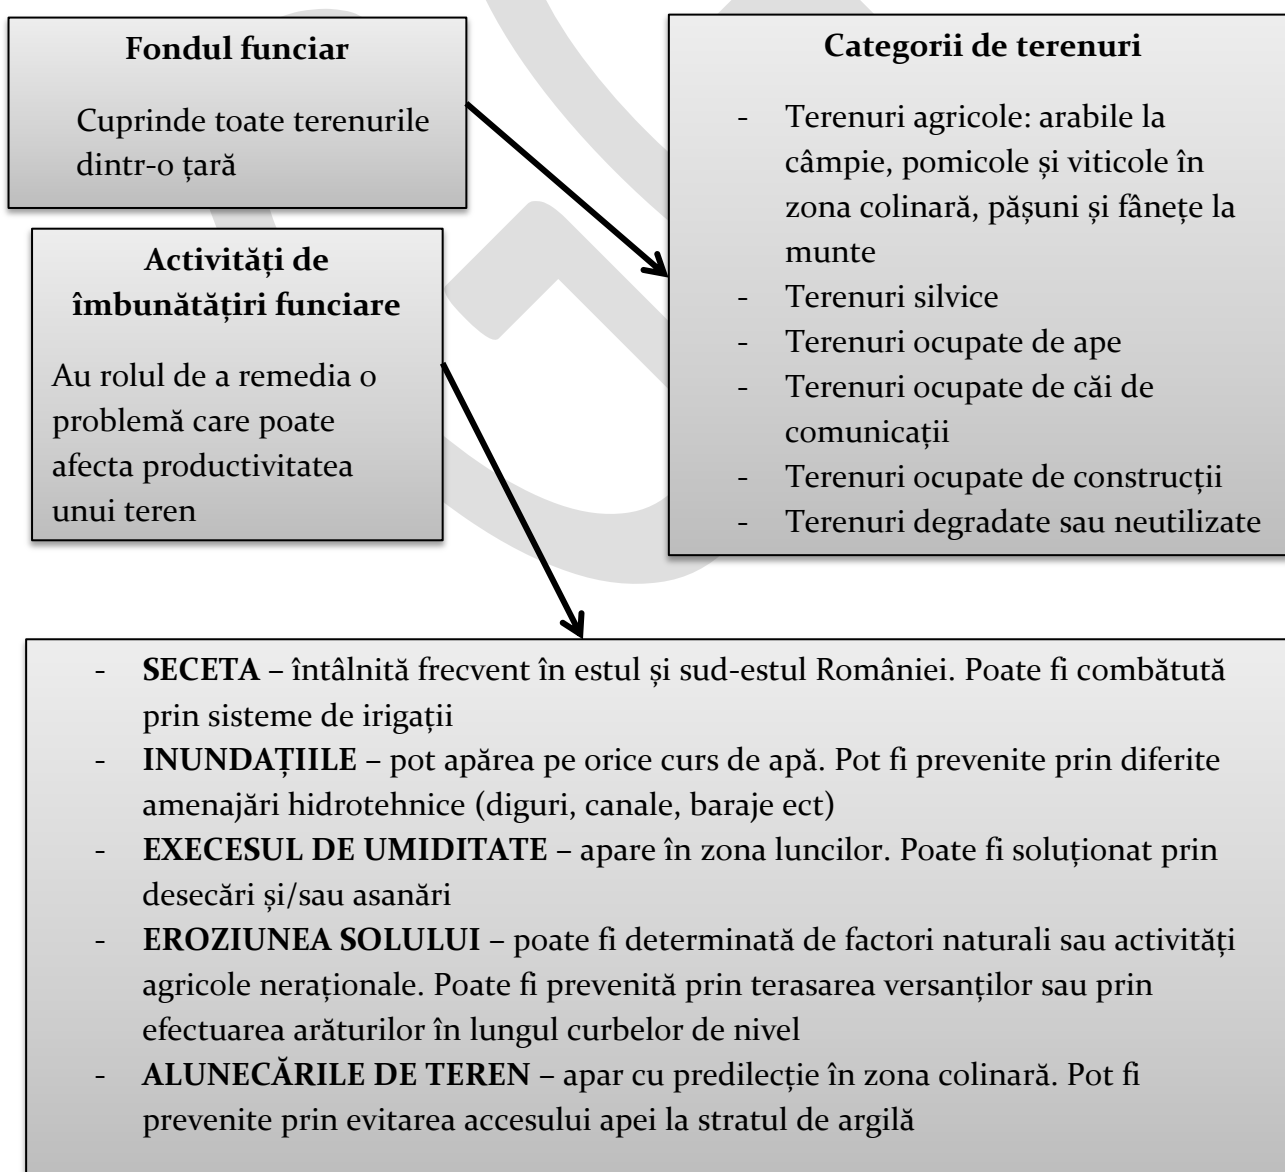 Fondul funciar
Cuprinde toate terenurile
dintr-o țară
Categorii de terenuri
- Terenuri agricole: arabile la
câmpie, pomicole și viticole în
zona colinară, pășuni și fânețe la
munte
- Terenuri silvice
- Terenuri ocupate de ape
- Terenuri ocupate de căi de
comunicații
- Terenuri ocupate de construcții
- Terenuri degradate sau neutilizate
Activități de
îmbunătățiri funciare
Au rolul de a remedia o
problemă care poate
afecta productivitatea
unui teren
- SECETA – întâlnită frecvent în estul și sud-estul României. Poate fi combătută
prin sisteme de irigații
- INUNDAȚIILE – pot apărea pe orice curs de apă. Pot fi prevenite prin diferite
amenajări hidrotehnice (diguri, canale, baraje ect)
- EXECESUL DE UMIDITATE – apare în zona luncilor. Poate fi soluționat prin
desecări și/sau asanări
- EROZIUNEA SOLULUI – poate fi determinată de factori naturali sau activități
agricole neraționale. Poate fi prevenită prin terasarea versanților sau prin
efectuarea arăturilor în lungul curbelor de nivel
- ALUNECĂRILE DE TEREN – apar cu predilecție în zona colinară. Pot fi
prevenite prin evitarea accesului apei la stratul de argilă